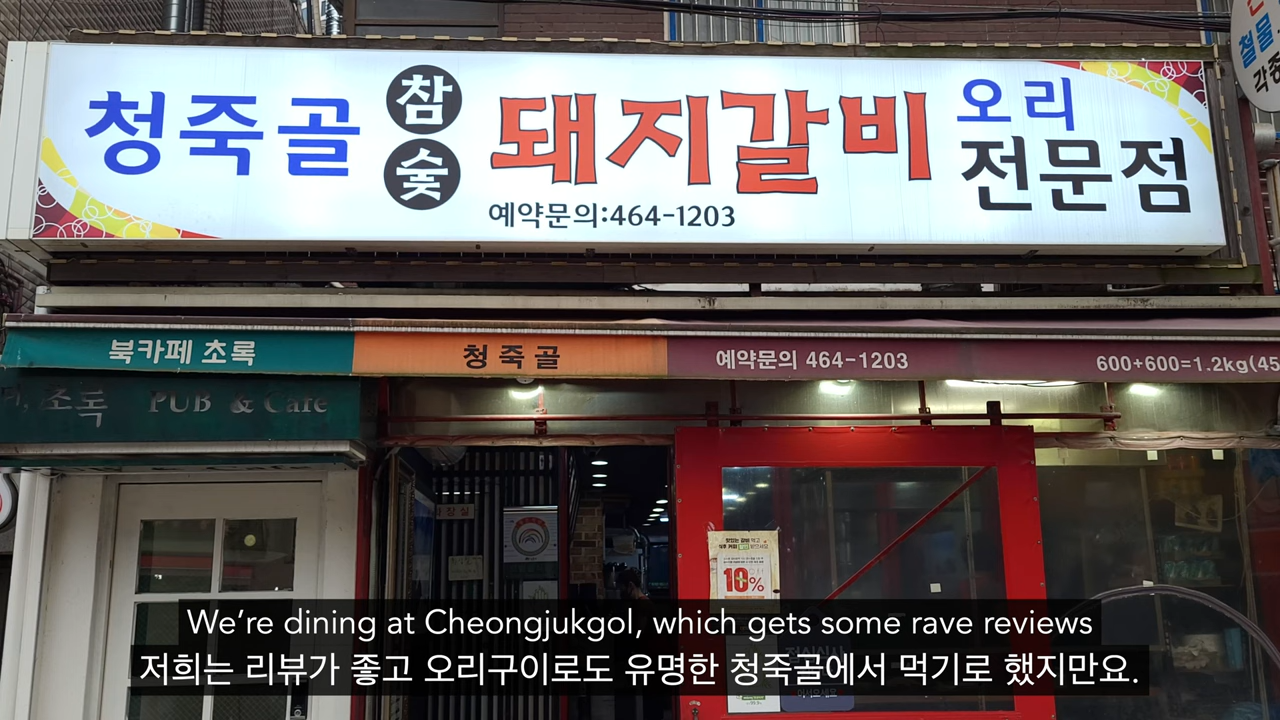 청죽골 참숯 돼지갈비 오리 전문점
예약문의:464-1203
북카페 초록
청죽골
예약문의 464-1203
600+600=1.2kg(45
초록 PUB & Cafe
10%
We’re dining at Cheongjukgol, which gets some rave reviews
저희는 리뷰가 좋고 오리구이로도 유명한 청죽골에서 먹기로 했지만요.